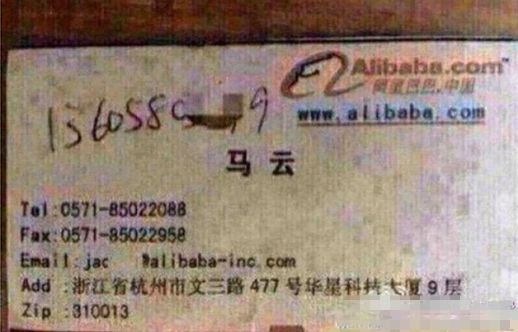 Alibaba.com™
阿里巴巴.中国
www.alibaba.com
马云
Tel:0571-85022088
Fax:0571-85022958
Email:jac @alibaba-inc.com
Add:浙江省杭州市文三路477号华星科技大厦9层
Zip:310013